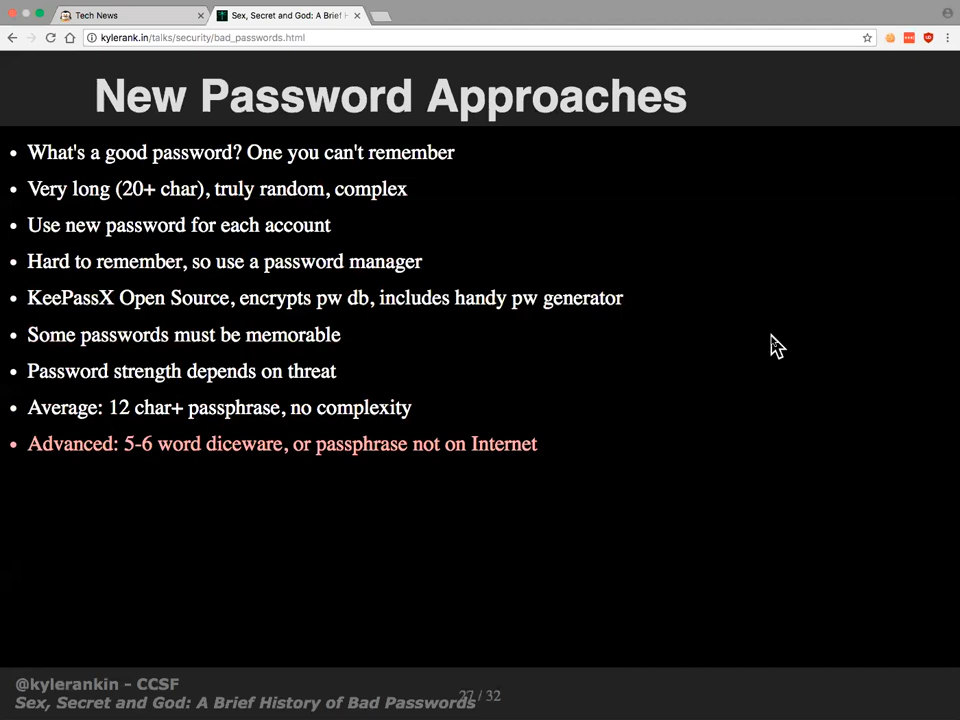 Tech News
Sex, Secret and God: A Brief H
kylerank.in/talks/security/bad_passwords.html
New Password Approaches
What's a good password? One you can't remember
Very long (20+ char), truly random, complex
Use new password for each account
Hard to remember, so use a password manager
KeePassX Open Source, encrypts pw db, includes handy pw generator
Some passwords must be memorable
Password strength depends on threat
Average: 12 char+ passphrase, no complexity
Advanced: 5-6 word diceware, or passphrase not on Internet
@kylerankin - CCSF
Sex, Secret and God: A Brief History of Bad Passwords
27 / 32